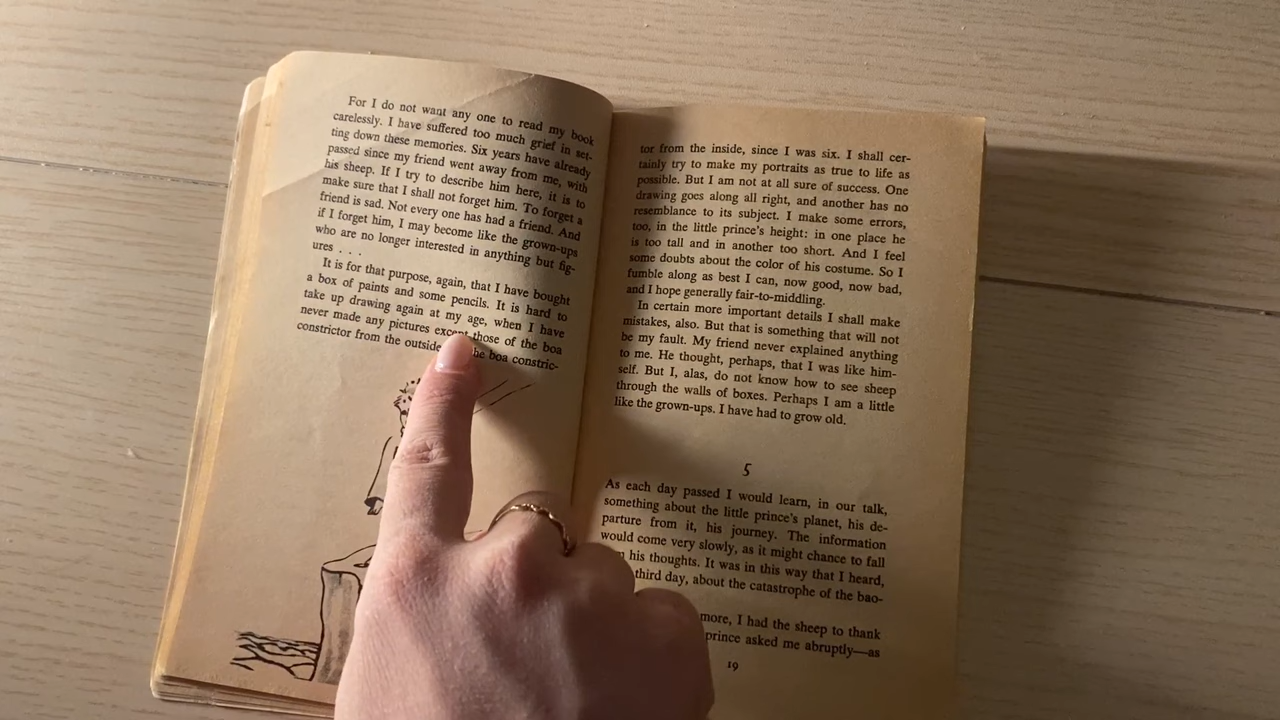 For I do not want any one to read my book
carelessly. I have suffered too much grief in set-
ting down these memories. Six years have already
passed since my friend went away from me, with
his sheep. If I try to describe him here, it is to
make sure that I shall not forget him. To forget a
friend is sad. Not every one has had a friend. And
if I forget him, I may become like the grown-ups
who are no longer interested in anything but fig-
ures . . .
It is for that purpose, again, that I have bought
a box of paints and some pencils. It is hard to
take up drawing again at my age, when I have
never made any pictures except those of the boa
constrictor from the outside the boa constric-
tor from the inside, since I was six. I shall cer-
tainly try to make my portraits as true to life as
possible. But I am not at all sure of success. One
drawing goes along all right, and another has no
resemblance to its subject. I make some errors,
too, in the little prince's height: in one place he
is too tall and in another too short. And I feel
some doubts about the color of his costume. So I
fumble along as best I can, now good, now bad,
and I hope generally fair-to-middling.
In certain more important details I shall make
mistakes, also. But that is something that will not
be my fault. My friend never explained anything
to me. He thought, perhaps, that I was like him-
self. But I, alas, do not know how to see sheep
through the walls of boxes. Perhaps I am a little
like the grown-ups. I have had to grow old.
5
As each day passed I would learn, in our talk,
something about the little prince's planet, his de-
parture from it, his journey. The information
would come very slowly, as it might chance to fall
his thoughts. It was in this way that I heard,
third day, about the catastrophe of the bao-
more, I had the sheep to thank
prince asked me abruptly—as
19